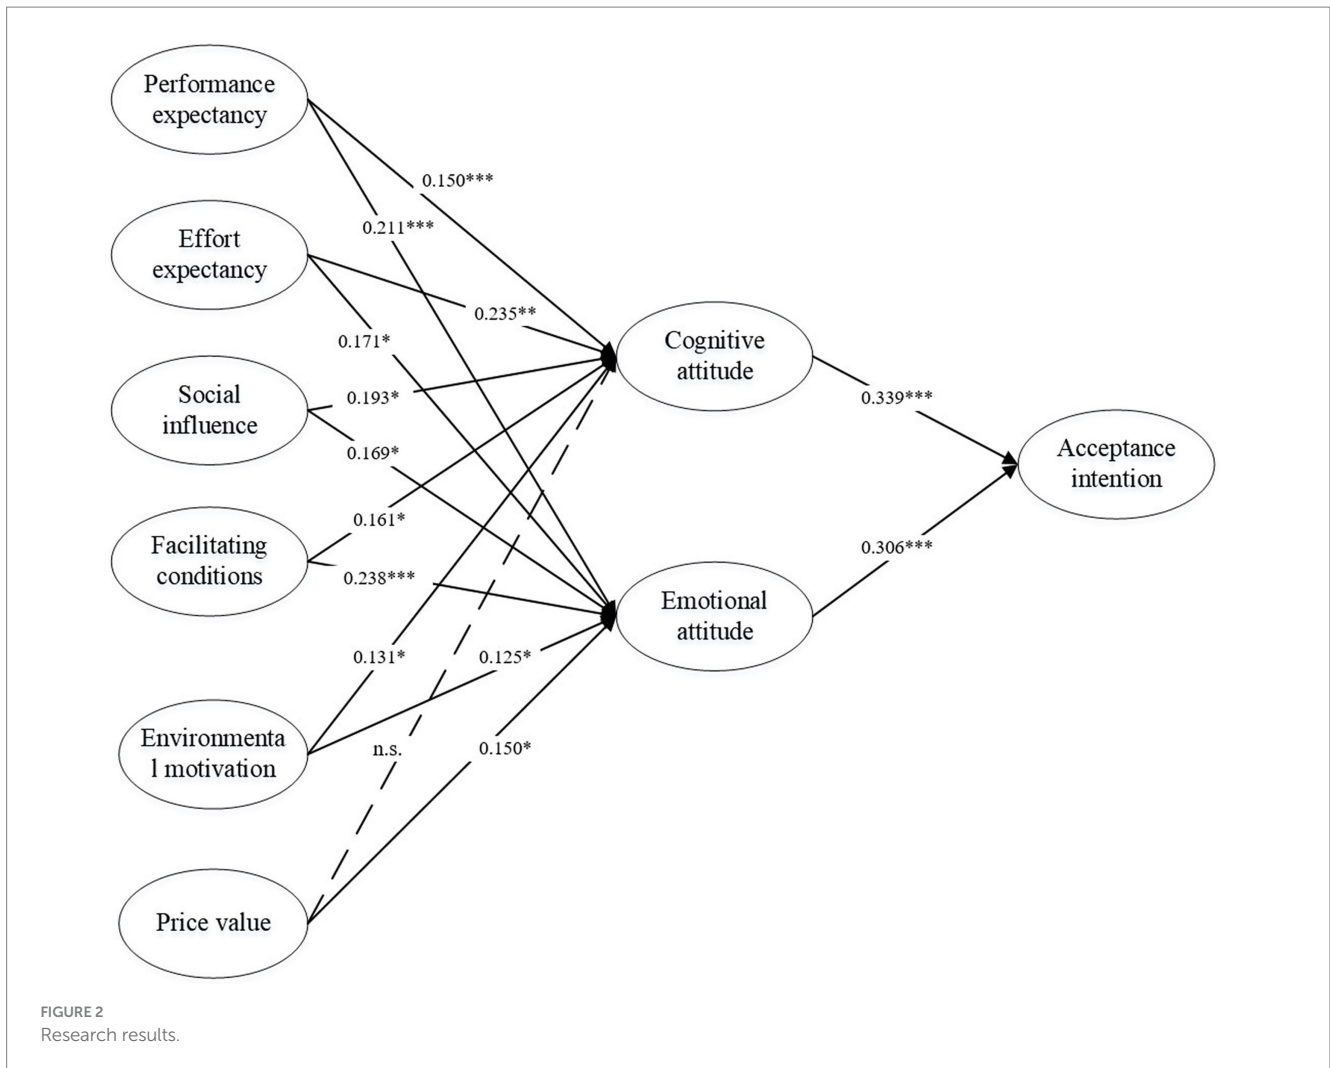 Performance
expectancy
0.150***
0.211***
Effort
expectancy
0.235**
0.171*
Cognitive
attitude
Social
influence
0.193*
0.339***
0.169*
Acceptance
intention
0.161*
Facilitating
conditions
0.238***
0.306***
Emotional
attitude
0.131*
0.125*
Environmenta
l motivation
n.s.
0.150*
Price value
FIGURE 2
Research results.